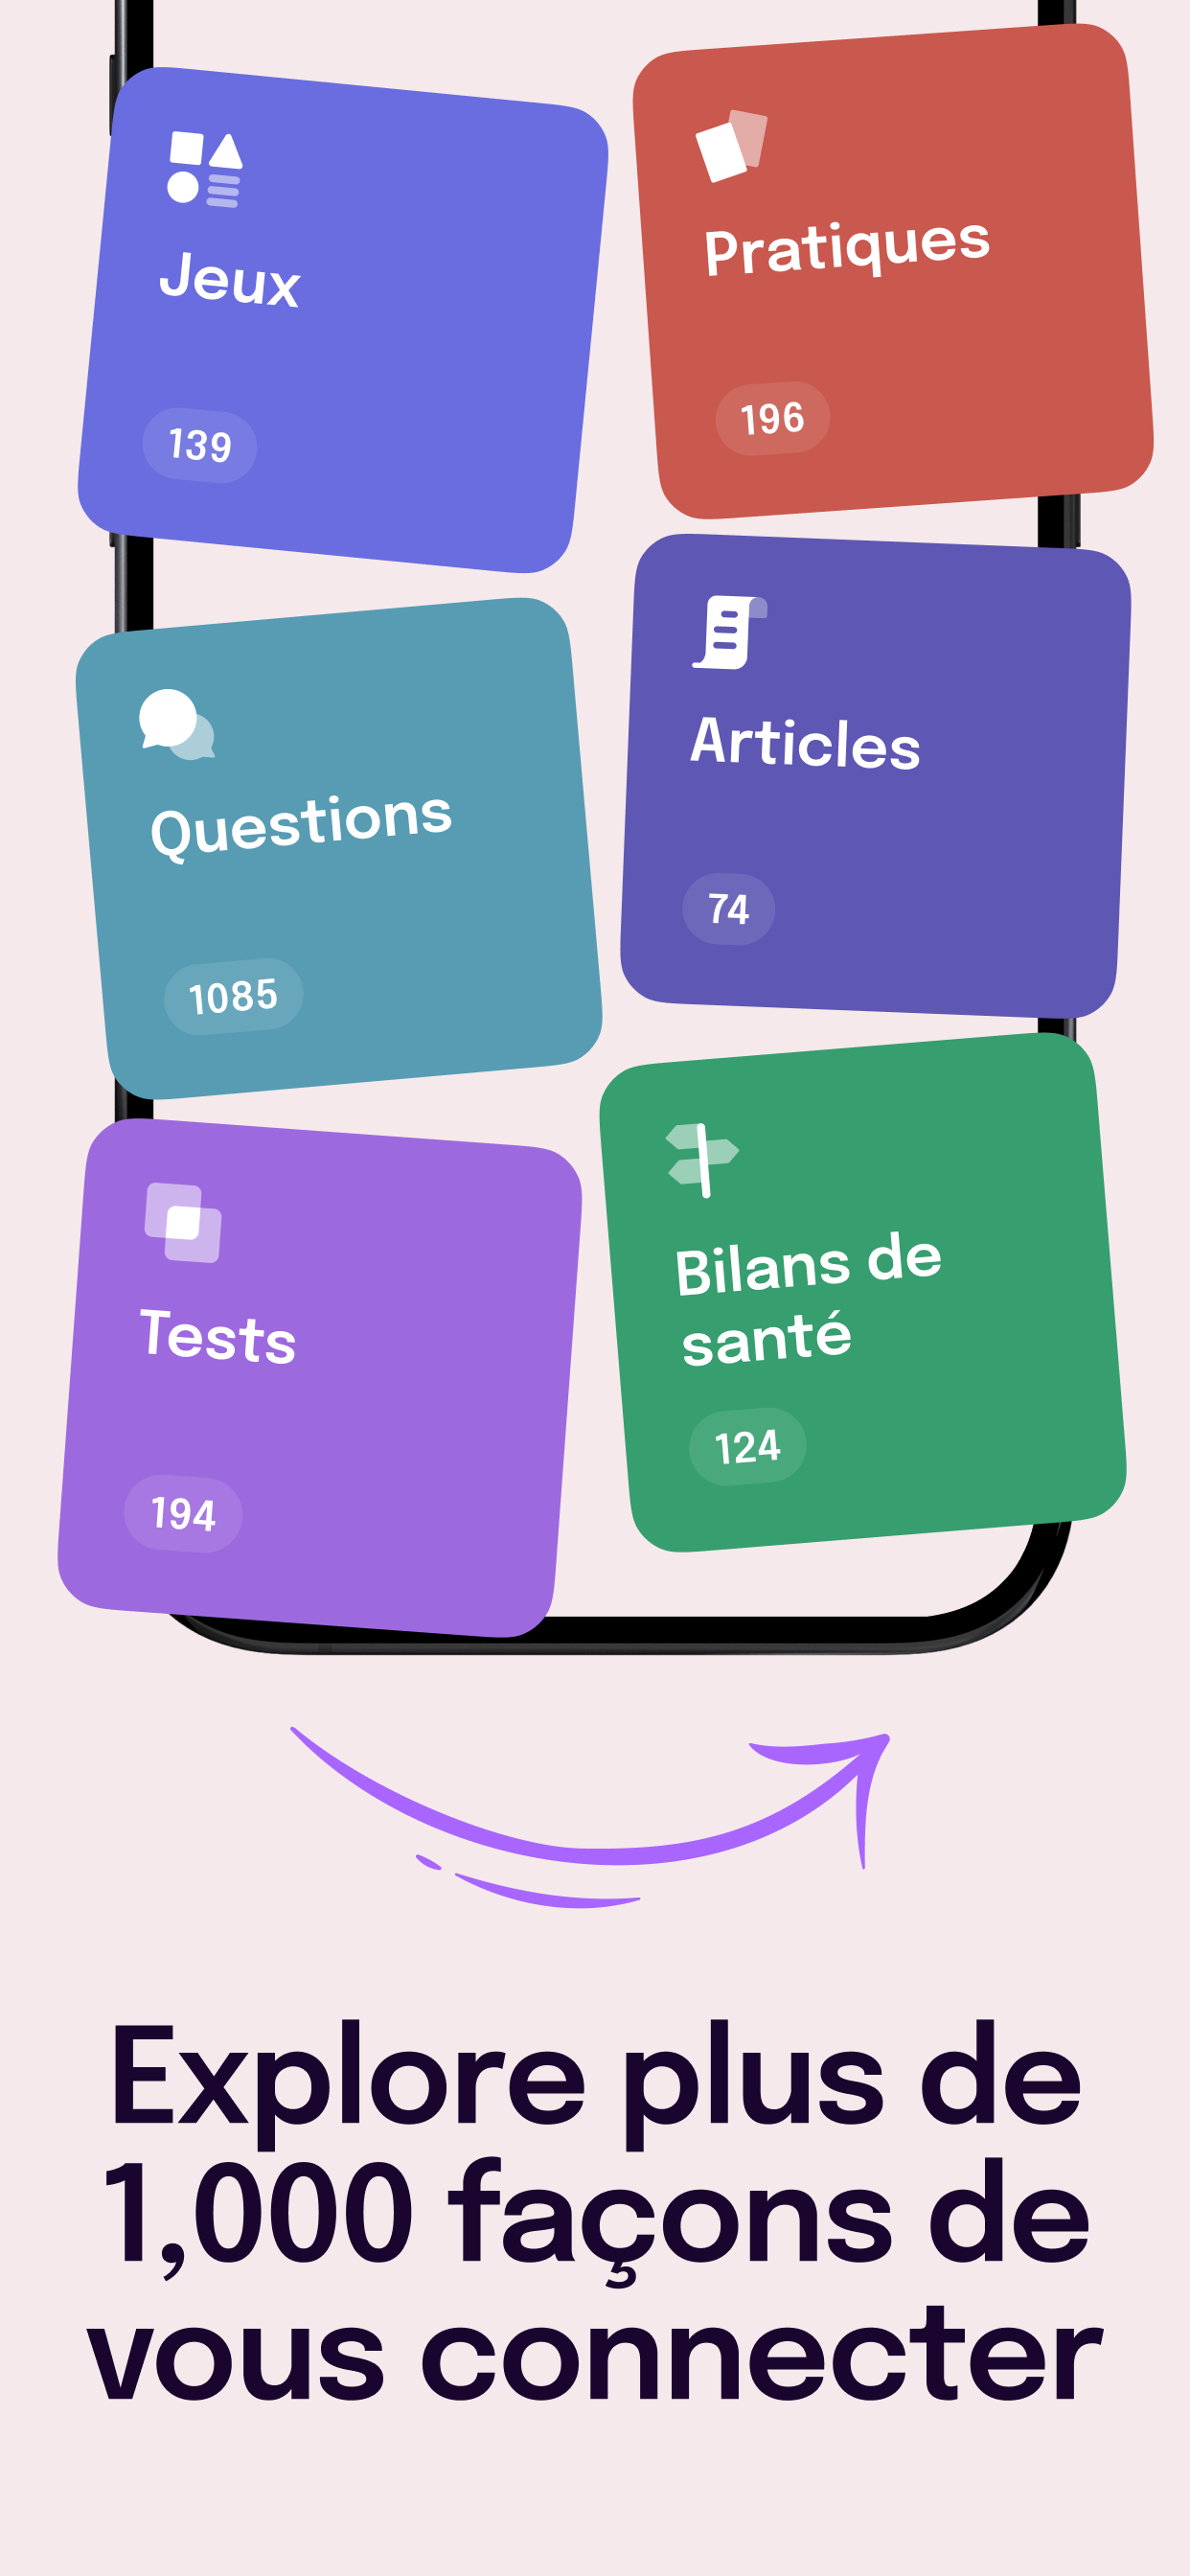 Jeux
139
Pratiques
196
Questions
1085
Articles
74
Tests
194
Bilans de
santé
124
Explore plus de
1,000 façons de
vous connecter